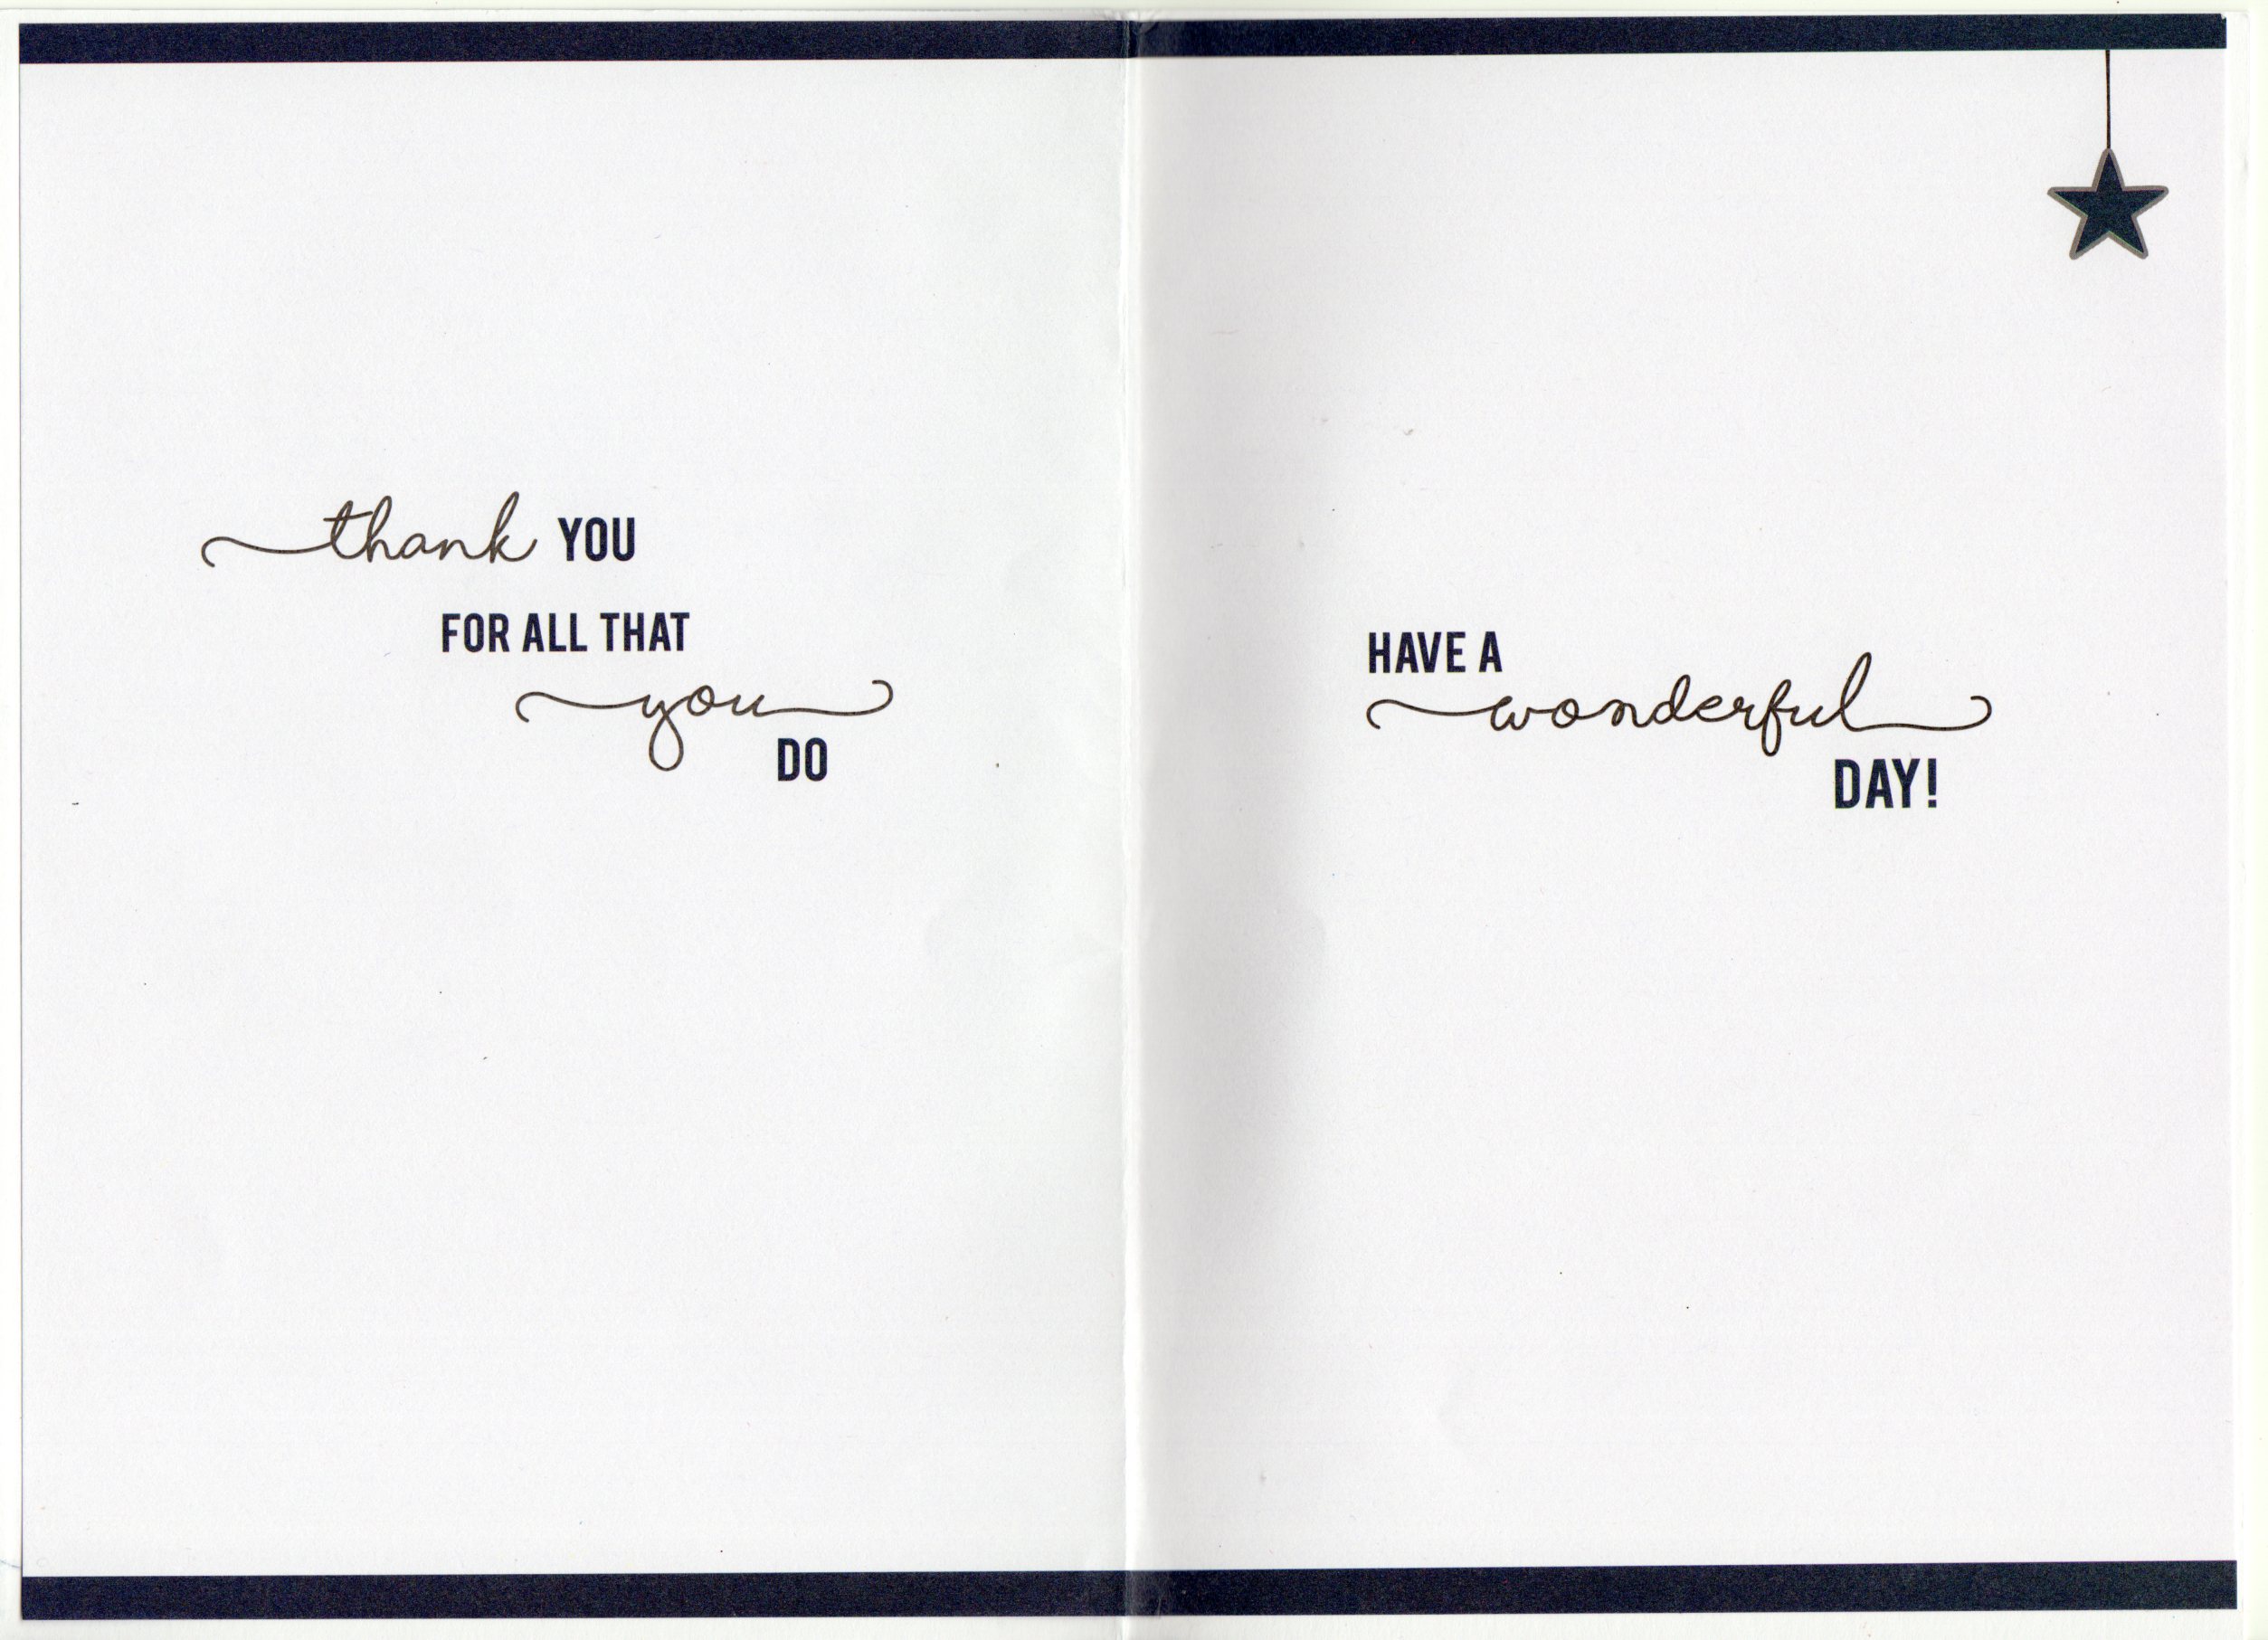 thank YOU
FOR ALL THAT
you
DO
HAVE A
wonderful
DAY!